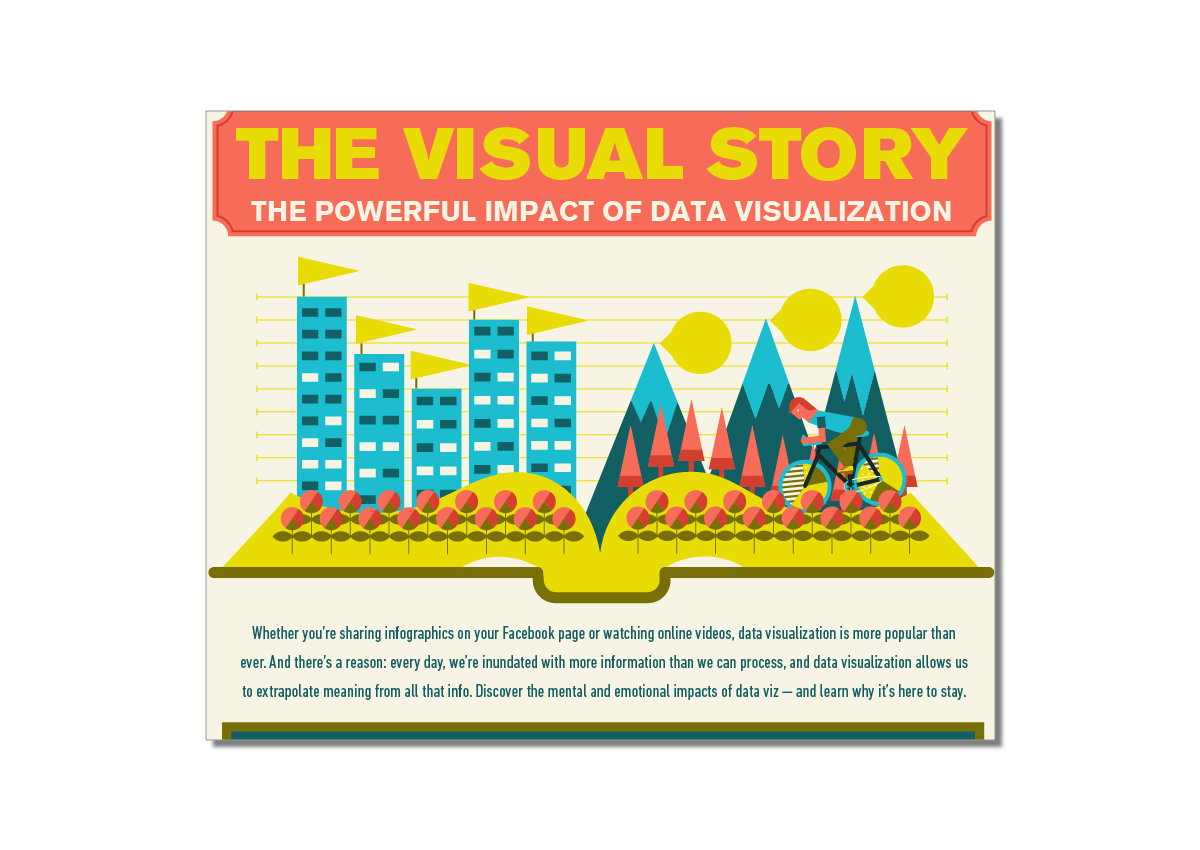 THE VISUAL STORY
THE POWERFUL IMPACT OF DATA VISUALIZATION
Whether you’re sharing infographics on your Facebook page or watching online videos, data visualization is more popular than
ever. And there’s a reason: every day, we’re inundated with more information than we can process, and data visualization allows us
to extrapolate meaning from all that info. Discover the mental and emotional impacts of data viz — and learn why it’s here to stay.